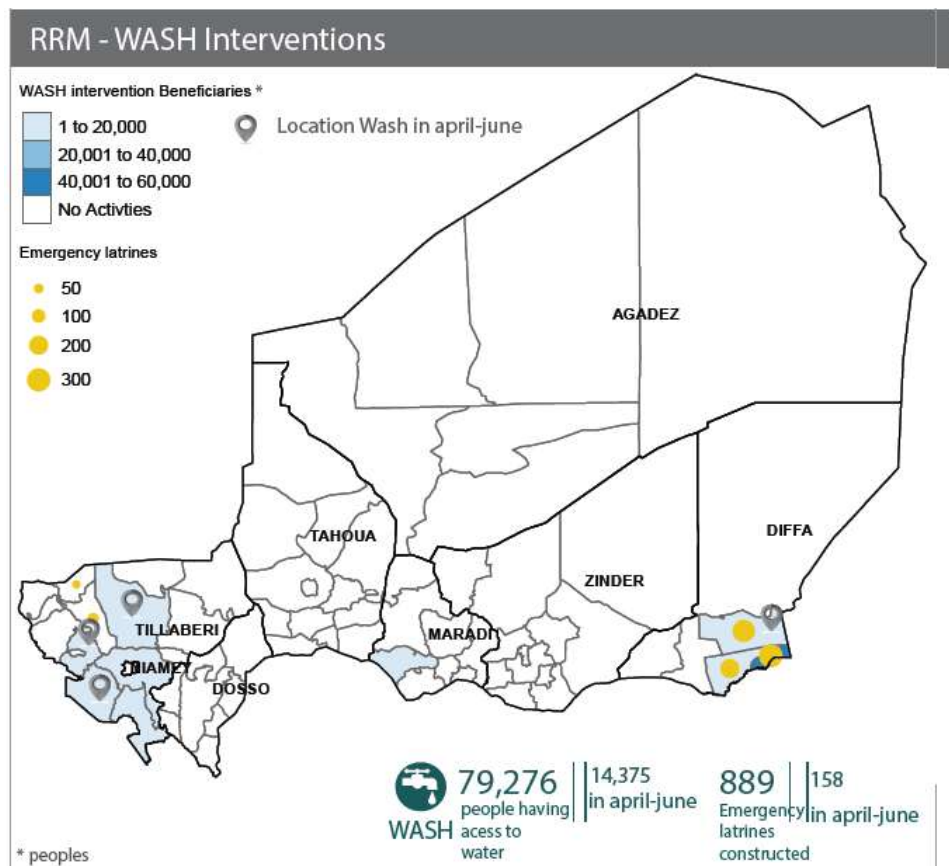 RRM - WASH Interventions
WASH intervention Beneficiaries *
1 to 20,000
20,001 to 40,000
40,001 to 60,000
No Activties
Location Wash in april-june
Emergency latrines
50
100
200
300
AGADEZ
TAHOUA
DIFFA
ZINDER
TILLABERI
MARADI
NIAMEY
DOSSO
WASH
79,276
people having
acess to
water
14,375
in april-june
889
Emergency
latrines
constructed
158
in april-june
* peoples